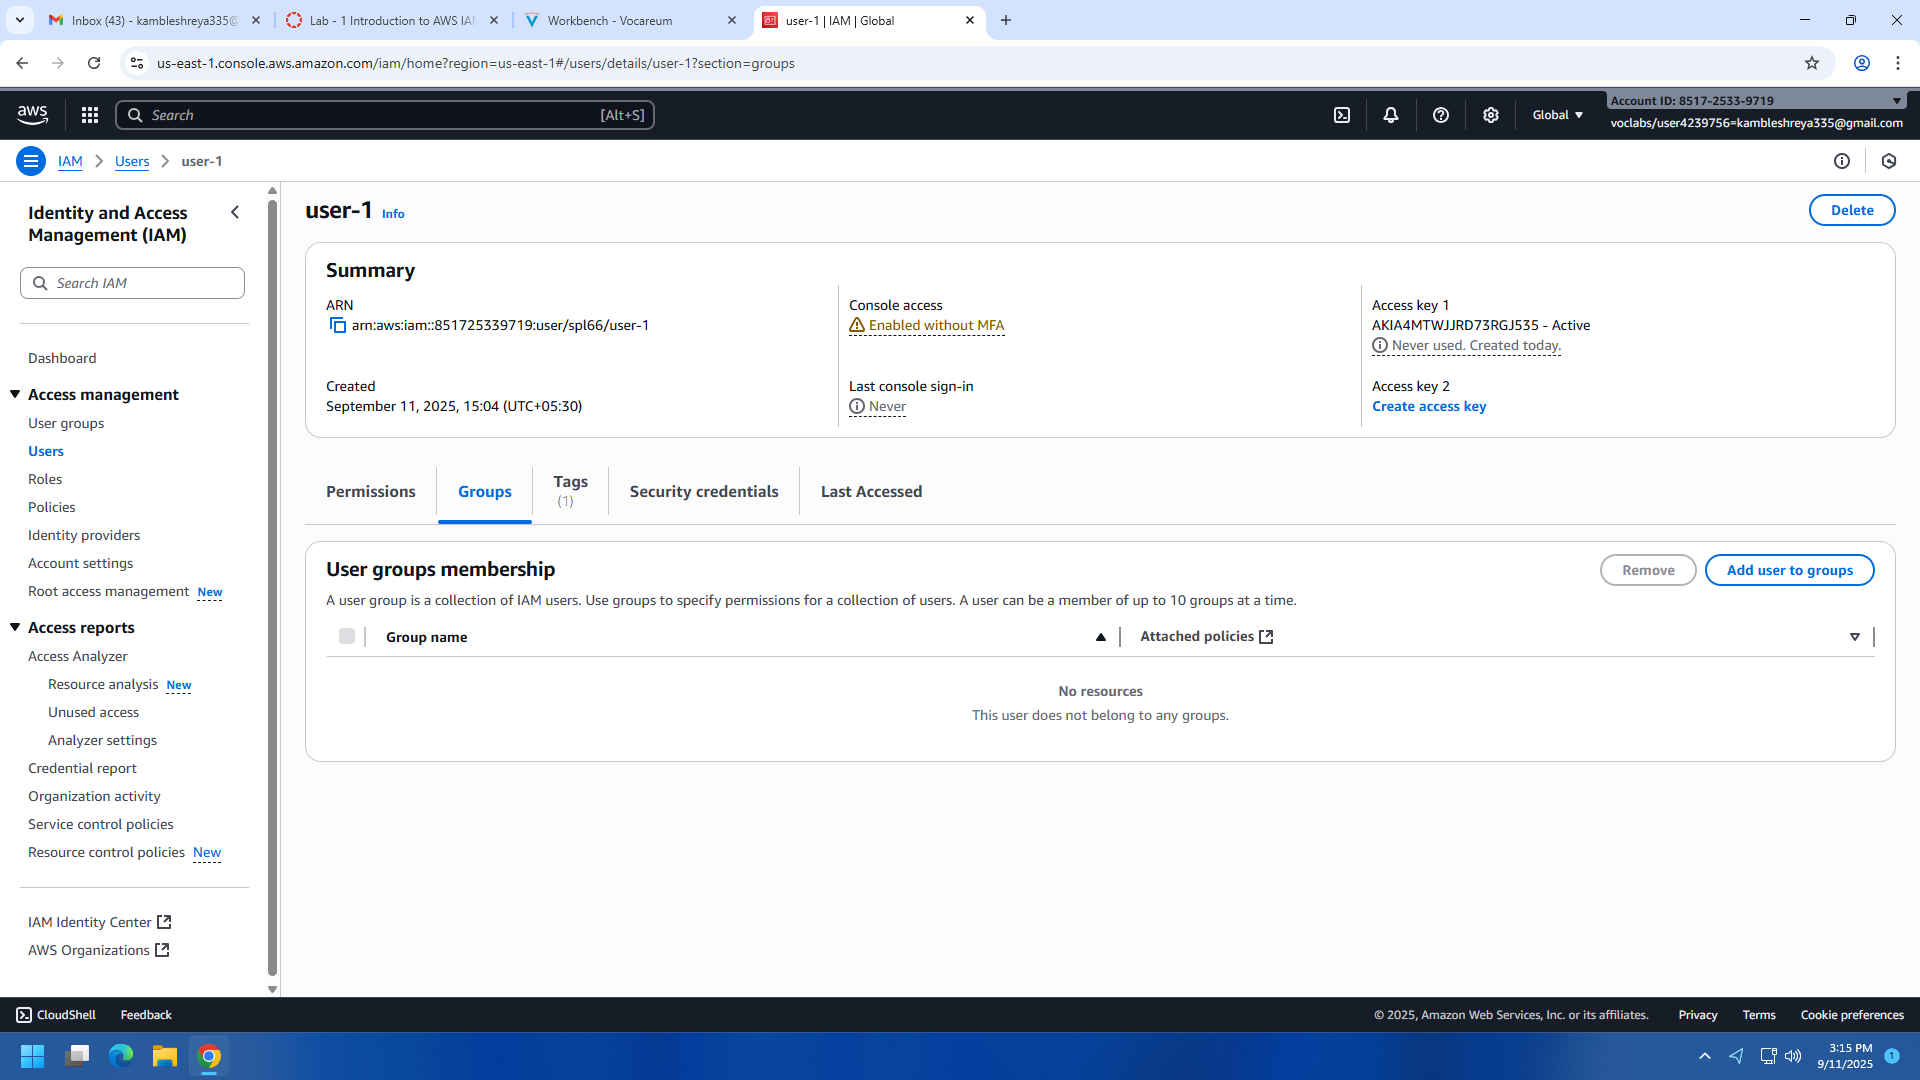 Inbox (43) - kambleshreya335@
Lab - 1 Introduction to AWS IAM
Workbench - Vocareum
user-1 | IAM | Global
us-east-1.console.aws.amazon.com/iam/home?region=us-east-1#/users/details/user-1?section=groups
aws
Search
[Alt+S]
Global
Account ID: 8517-2533-9719
voclabs/user4239756=kambleshreya335@gmail.com
IAM
Users
user-1
Identity and Access
Management (IAM)
Search IAM
Dashboard
Access management
User groups
Users
Roles
Policies
Identity providers
Account settings
Root access management New
Access reports
Access Analyzer
Resource analysis New
Unused access
Analyzer settings
Credential report
Organization activity
Service control policies
Resource control policies New
IAM Identity Center
AWS Organizations
user-1 Info
Delete
Summary
ARN
arn:aws:iam::851725339719:user/spl66/user-1
Console access
Enabled without MFA
Access key 1
AKIA4MTWJJRD73RGJ535 - Active
Never used. Created today.
Created
September 11, 2025, 15:04 (UTC+05:30)
Last console sign-in
Never
Access key 2
Create access key
Permissions
Groups
Tags
(1)
Security credentials
Last Accessed
User groups membership
Remove
Add user to groups
A user group is a collection of IAM users. Use groups to specify permissions for a collection of users. A user can be a member of up to 10 groups at a time.
Group name
Attached policies
No resources
This user does not belong to any groups.
CloudShell
Feedback
© 2025, Amazon Web Services, Inc. or its affiliates.
Privacy
Terms
Cookie preferences
3:15 PM
9/11/2025
1